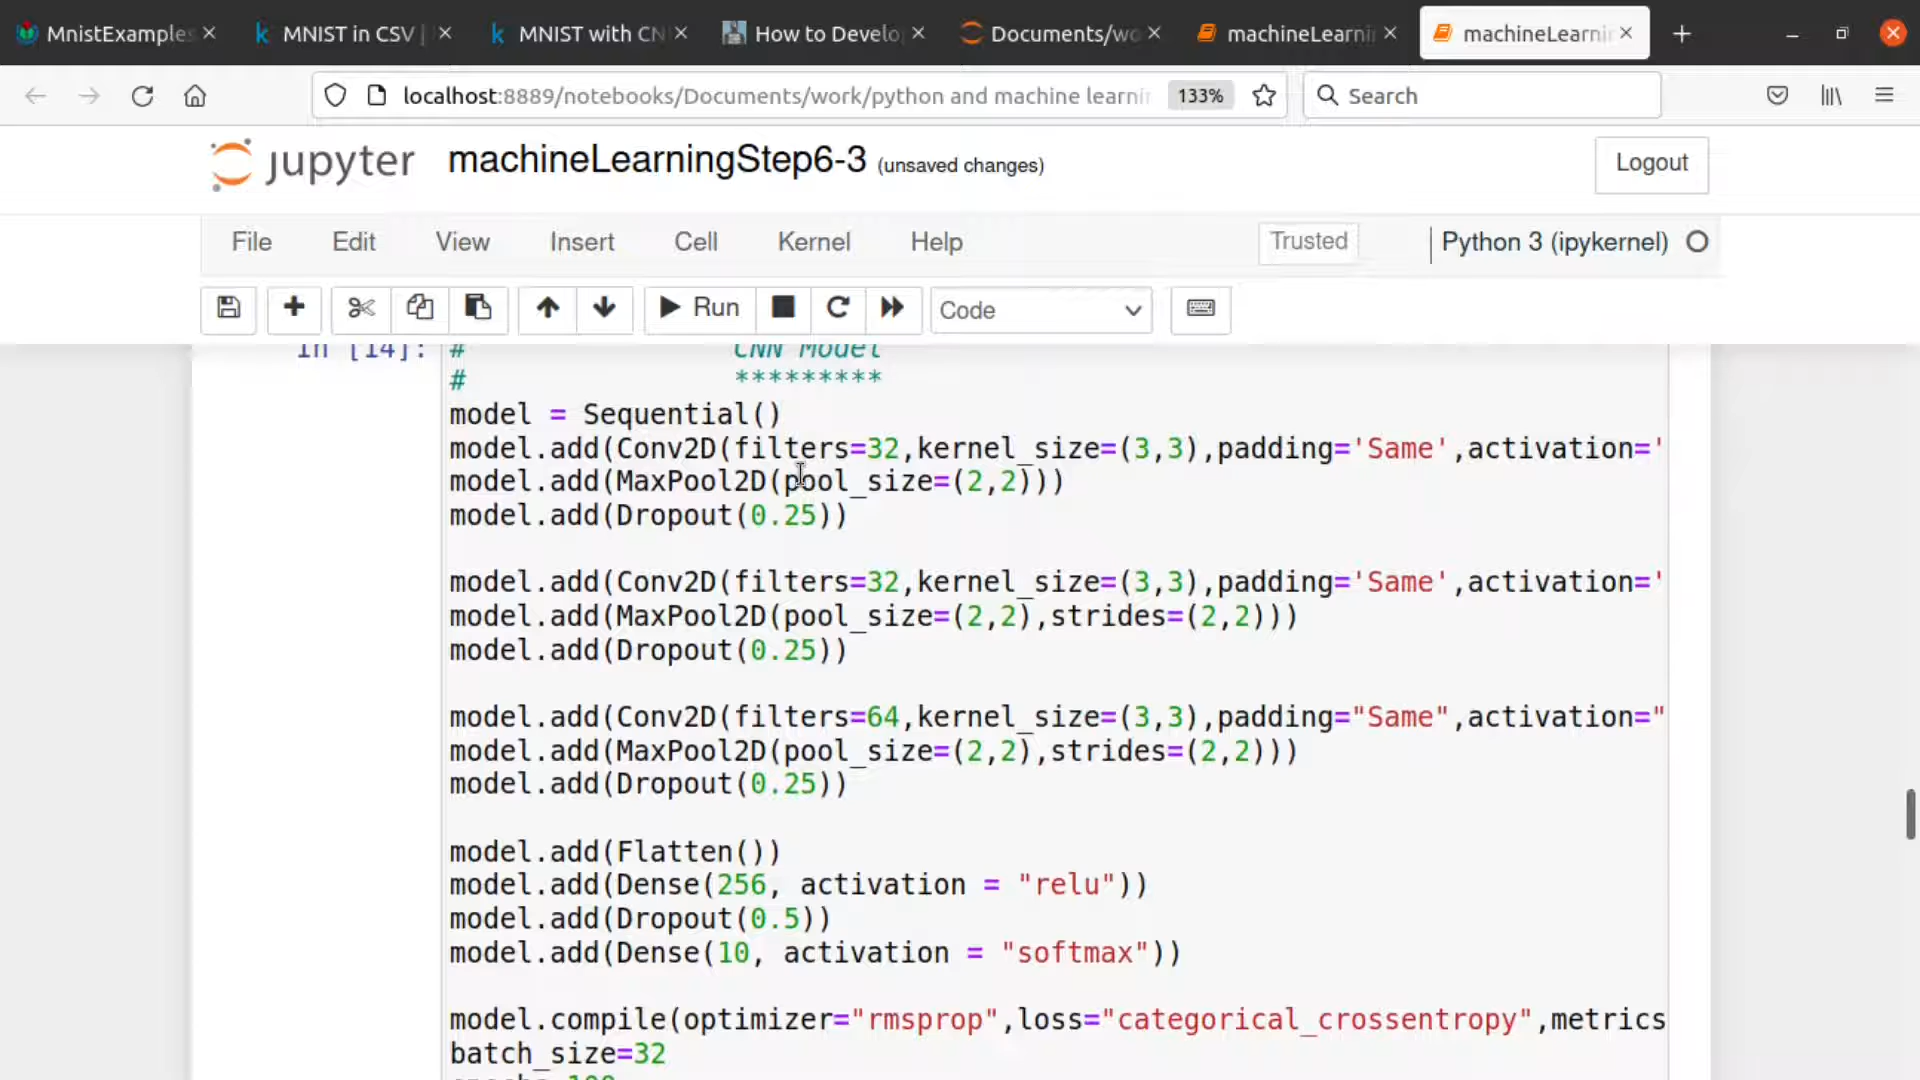 MnistExamples
MNIST in CSV |
MNIST with CN
How to Develo
Documents/wo
machineLearni
machineLearni
localhost:8889/notebooks/Documents/work/python and machine learnin
133%
Search
jupyter
machineLearningStep6-3 (unsaved changes)
Logout
File Edit View Insert Cell Kernel Help
Trusted
Python 3 (ipykernel)
Run
Code
In [14]: # CNN Model
# *********
model = Sequential()
model.add(Conv2D(filters=32,kernel_size=(3,3),padding='Same',activation='
model.add(MaxPool2D(pool_size=(2,2)))
model.add(Dropout(0.25))
model.add(Conv2D(filters=32,kernel_size=(3,3),padding='Same',activation='
model.add(MaxPool2D(pool_size=(2,2),strides=(2,2)))
model.add(Dropout(0.25))
model.add(Conv2D(filters=64,kernel_size=(3,3),padding="Same",activation="
model.add(MaxPool2D(pool_size=(2,2),strides=(2,2)))
model.add(Dropout(0.25))
model.add(Flatten())
model.add(Dense(256, activation = "relu"))
model.add(Dropout(0.5))
model.add(Dense(10, activation = "softmax"))
model.compile(optimizer="rmsprop",loss="categorical_crossentropy",metrics
batch_size=32